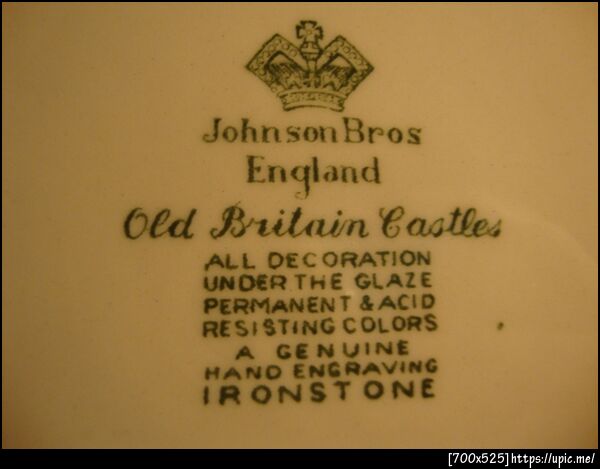 Johnson Bros
England
Old Britain Castles
ALL DECORATION
UNDER THE GLAZE
PERMANENT & ACID
RESISTING COLORS
A GENUINE
HAND ENGRAVING
IRONSTONE
[700x525]https://upic.me/